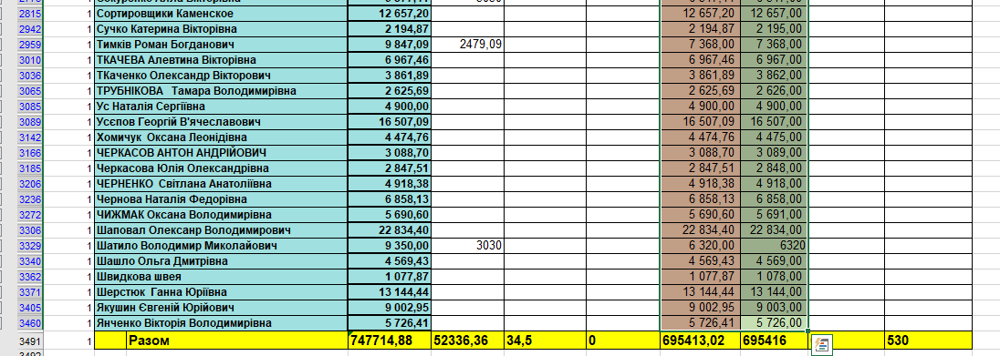 2815 1 Сортировщики Каменское 12 657,20 12 657,20 12 657,00
2942 1 Сучко Катерина Вікторівна 2 194,87 2 194,87 2 195,00
2959 1 Тимків Роман Богданович 9 847,09 2479,09 7 368,00 7 368,00
3010 1 ТКАЧЕВА Алевтина Вікторівна 6 967,46 6 967,46 6 967,00
3036 1 ТКаченко Олександр Вікторович 3 861,89 3 861,89 3 862,00
3065 1 ТРУБНІКОВА Тамара Володимирівна 2 625,69 2 625,69 2 626,00
3085 1 Ус Наталія Сергіївна 4 900,00 4 900,00 4 900,00
3089 1 Усєпов Георгій В'ячеславович 16 507,09 16 507,09 16 507,00
3142 1 Хомичук Оксана Леонідівна 4 474,76 4 474,76 4 475,00
3166 1 ЧЕРКАСОВ АНТОН АНДРІЙОВИЧ 3 088,70 3 088,70 3 089,00
3185 1 Черкасова Юлія Олександрівна 2 847,51 2 847,51 2 848,00
3206 1 ЧЕРНЕНКО Світлана Анатоліївна 4 918,38 4 918,38 4 918,00
3236 1 Чернова Наталія Федорівна 6 858,13 6 858,13 6 858,00
3272 1 ЧИЖМАК Оксана Володимирівна 5 690,60 5 690,60 5 691,00
3306 1 Шаповал Олексанр Володимирович 22 834,40 22 834,40 22 834,00
3329 1 Шатило Володимир Миколайович 9 350,00 3030 6 320,00 6320
3340 1 Шашло Ольга Дмитрівна 4 569,43 4 569,43 4 569,00
3362 1 Швидкова швея 1 077,87 1 077,87 1 078,00
3371 1 Шерстюк Ганна Юріївна 13 144,44 13 144,44 13 144,00
3405 1 Якушин Євгеній Юрійович 9 002,95 9 002,95 9 003,00
3460 1 Янченко Вікторія Володимирівна 5 726,41 5 726,41 5 726,00
3491 1 Разом 747714,88 52336,36 34,5 0 695413,02 695416 530